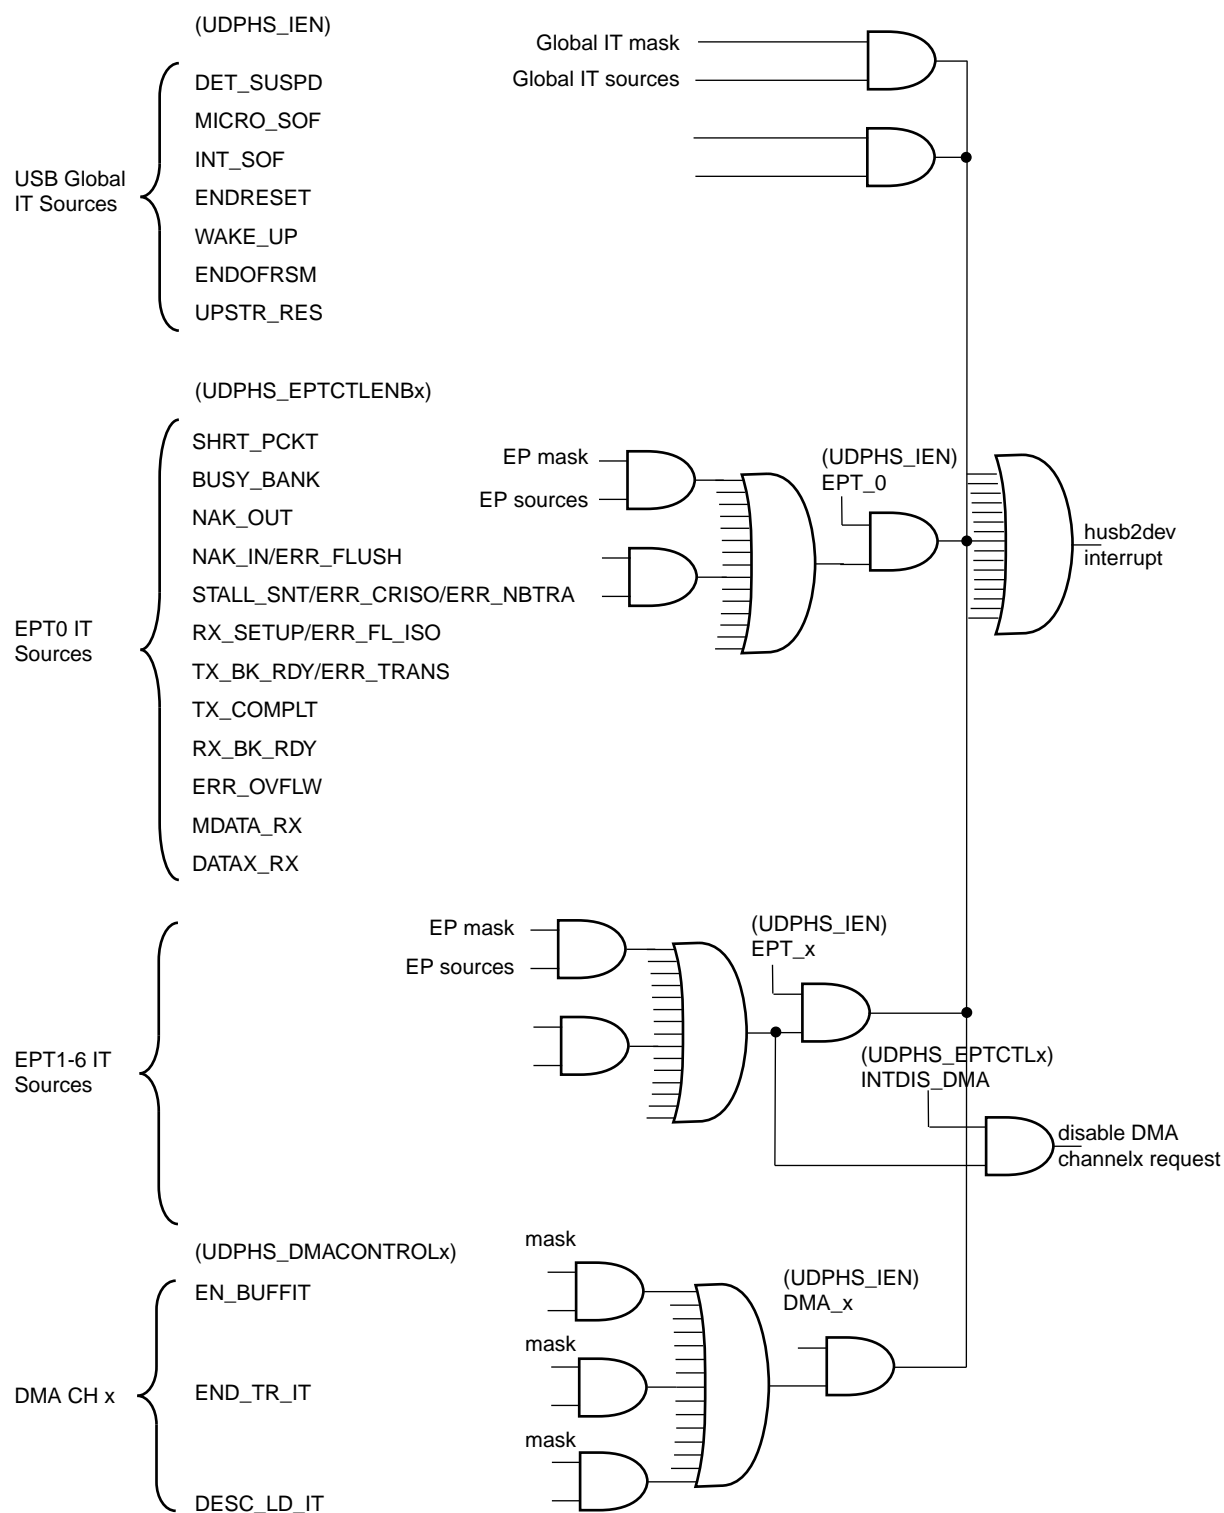 (UDPHS_IEN)
Global IT mask
Global IT sources
DET_SUSPD
MICRO_SOF
INT_SOF
USB Global
IT Sources
ENDRESET
WAKE_UP
ENDOFRSM
UPSTR_RES
(UDPHS_EPTCTLENBx)
SHRT_PCKT
BUSY_BANK
NAK_OUT
NAK_IN/ERR_FLUSH
STALL_SNT/ERR_CRISO/ERR_NBTRA
EPT0 IT
Sources
RX_SETUP/ERR_FL_ISO
TX_BK_RDY/ERR_TRANS
TX_COMPLT
RX_BK_RDY
ERR_OVFLW
MDATA_RX
DATAX_RX
EP mask
EP sources
(UDPHS_IEN)
EPT_0
husb2dev
interrupt
EP mask
EP sources
(UDPHS_IEN)
EPT_x
EPT1-6 IT
Sources
(UDPHS_EPTCTLx)
INTDIS_DMA
disable DMA
channelx request
(UDPHS_DMACONTROLx)
mask
EN_BUFFIT
(UDPHS_IEN)
DMA_x
mask
DMA CH x
END_TR_IT
mask
DESC_LD_IT